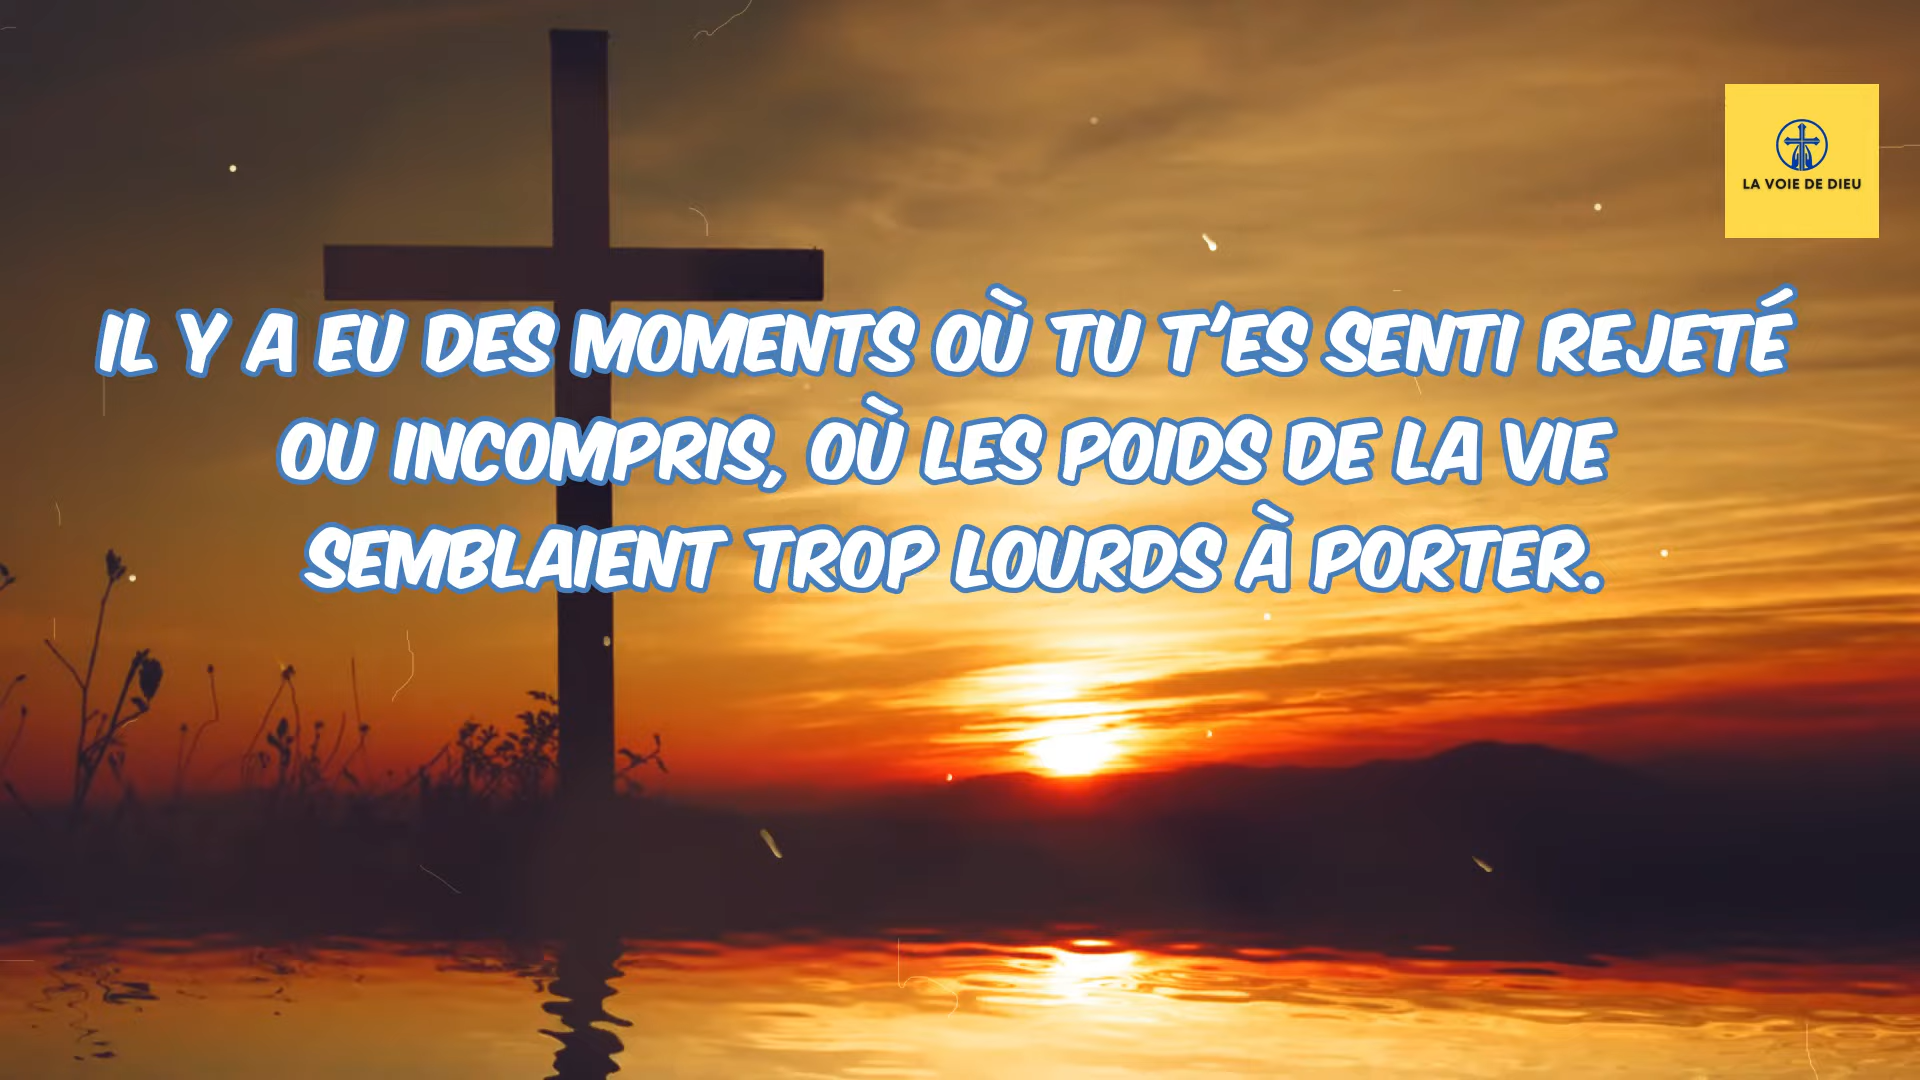 LA VOIE DE DIEU
IL Y A EU DES MOMENTS OÙ TU T'ES SENTI REJETÉ
OU INCOMPRIS, OÙ LES POIDS DE LA VIE
SEMBLAIENT TROP LOURDS À PORTER.